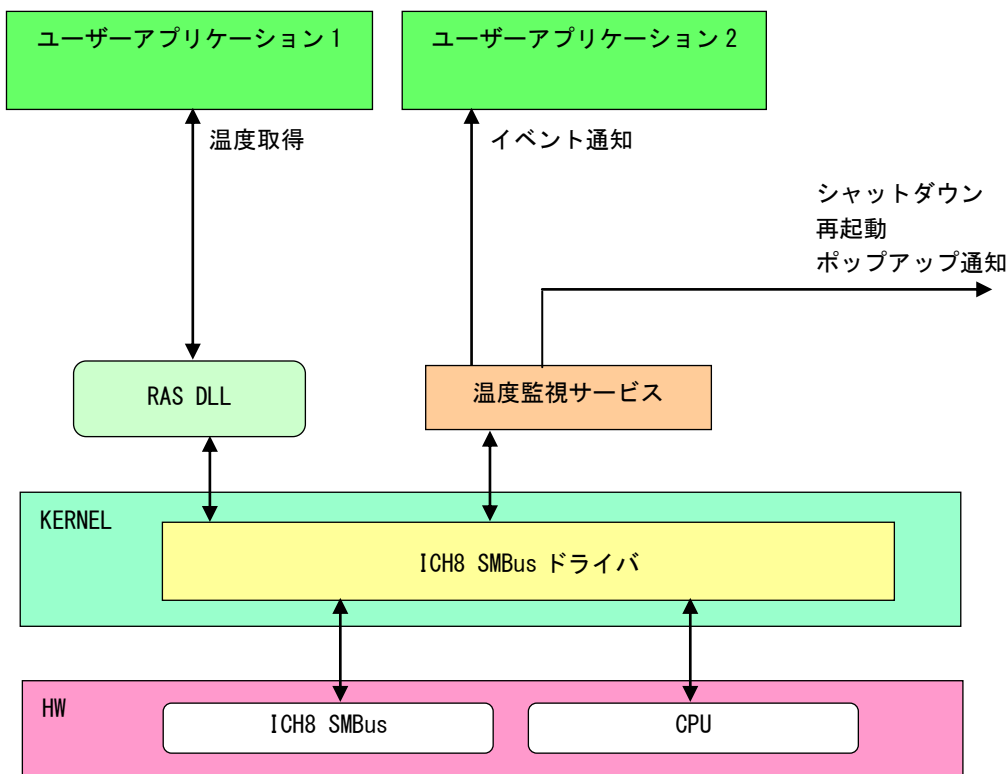 ユーザーアプリケーション1
ユーザーアプリケーション2
温度取得
イベント通知
シャットダウン
再起動
ポップアップ通知
RAS DLL
温度監視サービス
KERNEL
ICH8 SMBus ドライバ
HW
ICH8 SMBus
CPU